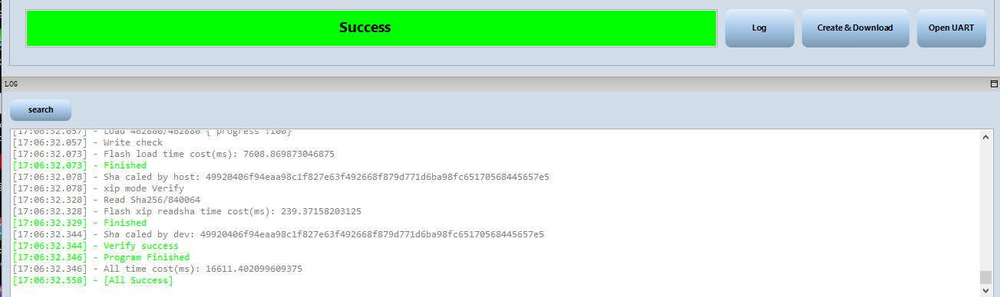 Success
Log
Create & Download
Open UART
LOG
search
[17:06:32.057] - Load 462880/462880 {"progress":100}
[17:06:32.057] - Write check
[17:06:32.073] - Flash load time cost(ms): 7608.869873046875
[17:06:32.073] - Finished
[17:06:32.078] - Sha caled by host: 49920406f94eaa98c1f827e63f492668f879d771d6ba98fc65170568445657e5
[17:06:32.078] - xip mode Verify
[17:06:32.328] - Read Sha256/840064
[17:06:32.328] - Flash xip readsha time cost(ms): 239.37158203125
[17:06:32.329] - Finished
[17:06:32.344] - Sha caled by dev: 49920406f94eaa98c1f827e63f492668f879d771d6ba98fc65170568445657e5
[17:06:32.344] - Verify success
[17:06:32.346] - Program Finished
[17:06:32.346] - All time cost(ms): 16611.402099609375
[17:06:32.558] - [All Success]